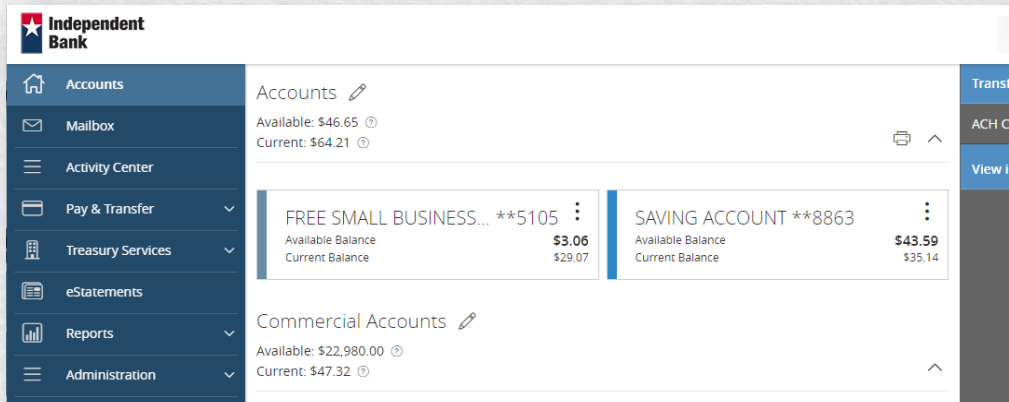 Independent
Bank
Accounts
Mailbox
Activity Center
Pay & Transfer
Treasury Services
eStatements
Reports
Administration
Accounts
Available: $46.65
Current: $64.21
FREE SMALL BUSINESS... **5105
Available Balance $3.06
Current Balance $29.07
SAVING ACCOUNT **8863
Available Balance $43.59
Current Balance $35.14
Commercial Accounts
Available: $22,980.00
Current: $47.32
ACH
View